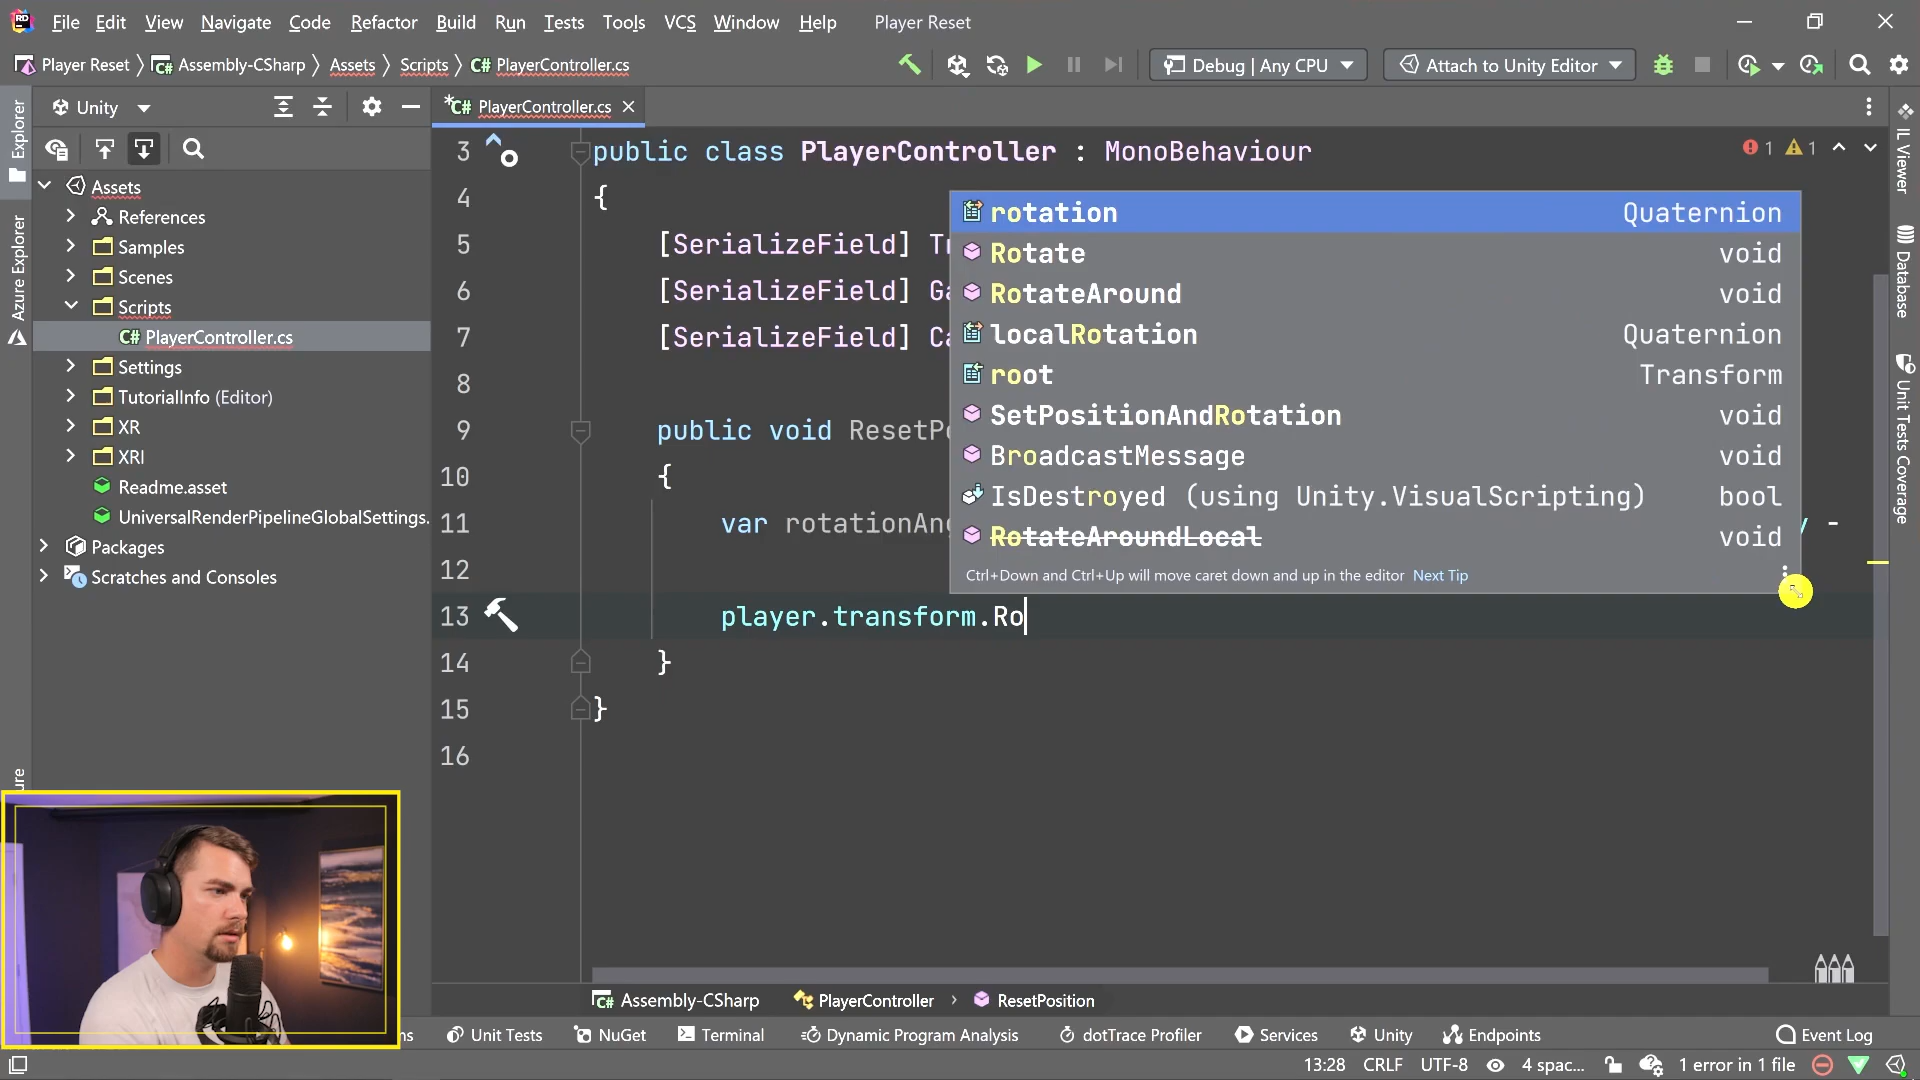 RD File Edit View Navigate Code Refactor Build Run Tests Tools VCS Window Help Player Reset
Player Reset Assembly-CSharp Assets Scripts C# PlayerController.cs Debug | Any CPU Attach to Unity Editor
Unity
*C# PlayerController.cs
Explorer
Azure Explorer
Assets
References
Samples
Scenes
Scripts
C# PlayerController.cs
Settings
TutorialInfo (Editor)
XR
XRI
Readme.asset
UniversalRenderPipelineGlobalSettings.
Packages
Scratches and Consoles
3 public class PlayerController : MonoBehaviour
1 1
4 {
5 [SerializeField] T
6 [SerializeField] Ga
7 [SerializeField] Ca
8
9 public void ResetPo
10 {
11 var rotationAn -
12
13 player.transform.Ro
14 }
15 }
16
rotation Quaternion
Rotate void
RotateAround void
localRotation Quaternion
root Transform
SetPositionAndRotation void
BroadcastMessage void
IsDestroyed (using Unity.VisualScripting) bool
RotateAroundLocal void
Ctrl+Down and Ctrl+Up will move caret down and up in the editor Next Tip
IL Viewer
Database
Unit Tests Coverage
Assembly-CSharp PlayerController › ResetPosition
Unit Tests NuGet Terminal Dynamic Program Analysis dotTrace Profiler Services Unity Endpoints Event Log
13:28 CRLF UTF-8 4 spac... 1 error in 1 file